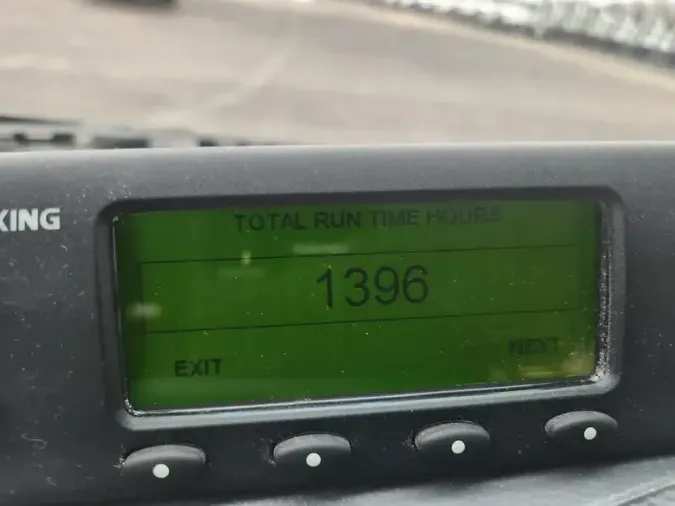 KING
TOTAL RUN TIME HOURS
1396
EXIT NEXT